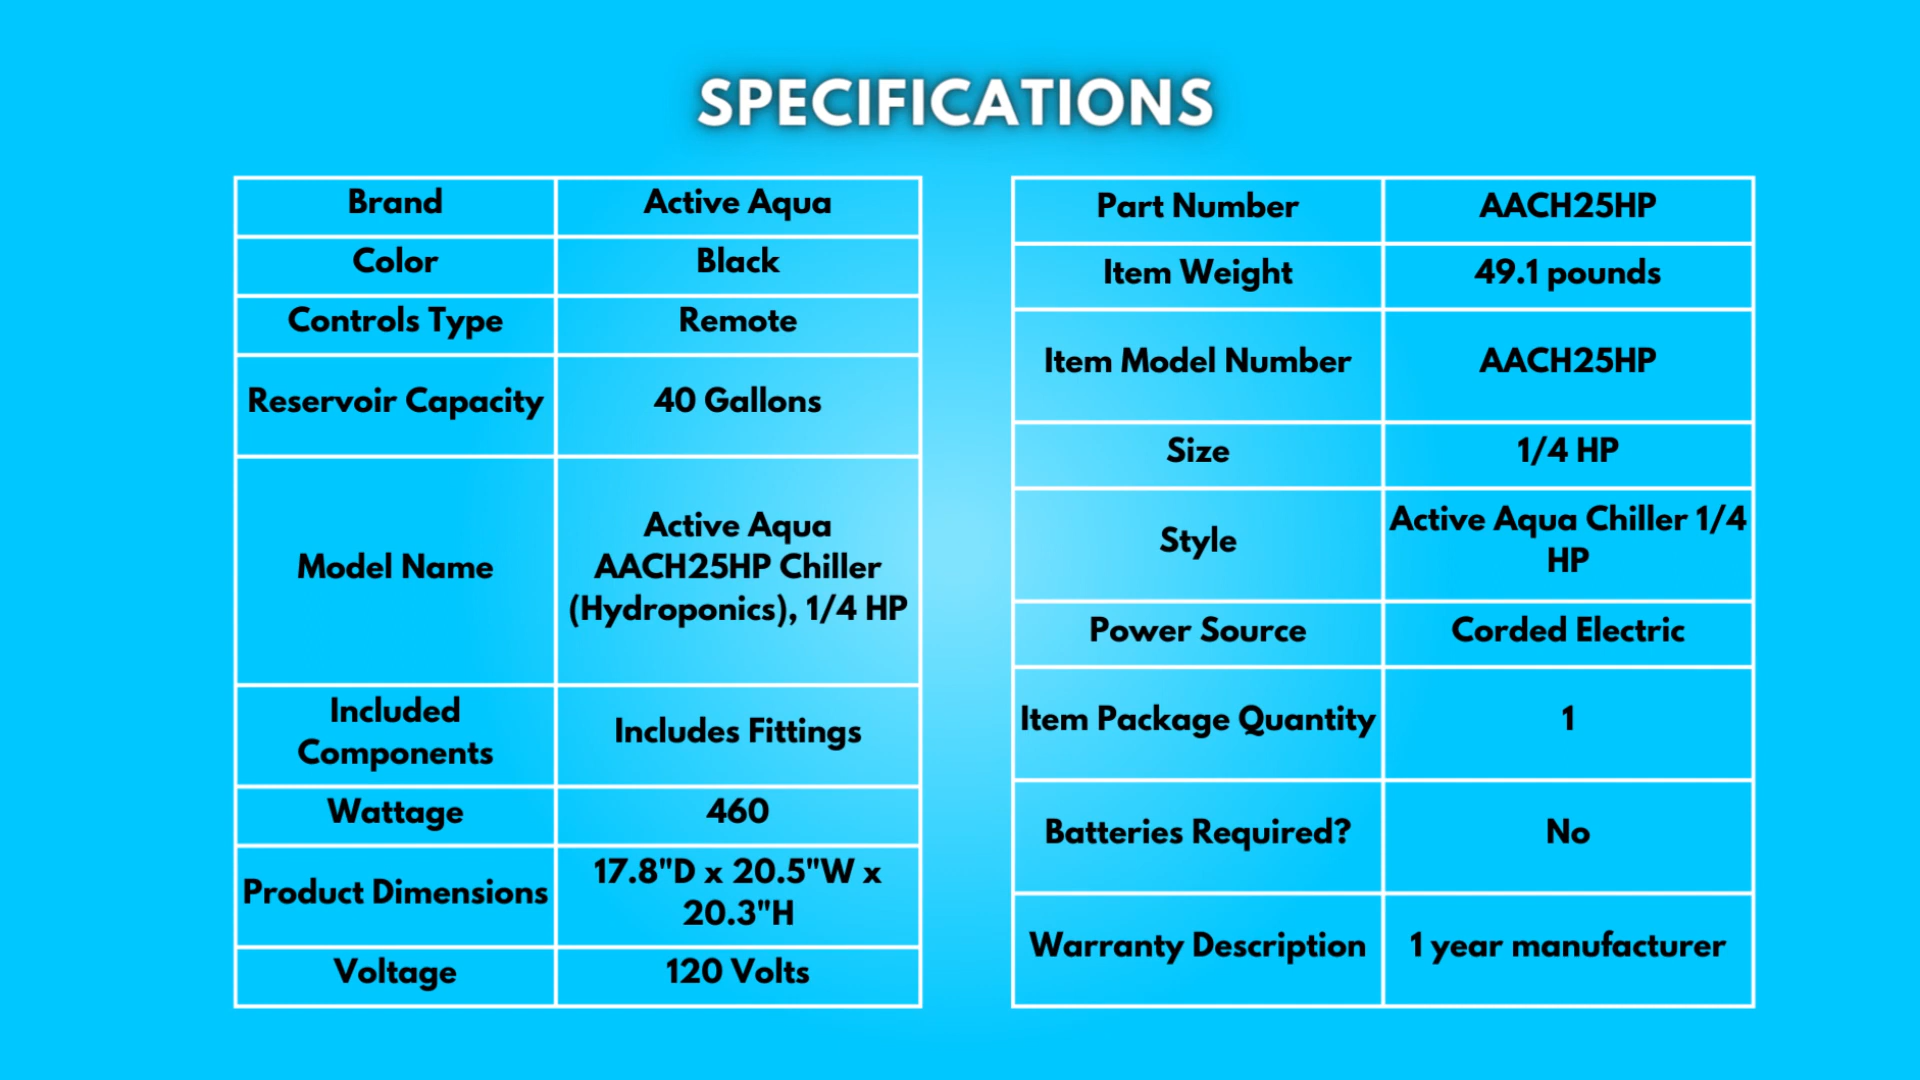 SPECIFICATIONS
Brand
Active Aqua
Color
Black
Controls Type
Remote
Reservoir Capacity
40 Gallons
Model Name
Active Aqua
AACH25HP Chiller
(Hydroponics), 1/4 HP
Included
Components
Includes Fittings
Wattage
460
Product Dimensions
17.8"D x 20.5"W x
20.3"H
Voltage
120 Volts
Part Number
AACH25HP
Item Weight
49.1 pounds
Item Model Number
AACH25HP
Size
1/4 HP
Style
Active Aqua Chiller 1/4
HP
Power Source
Corded Electric
Item Package Quantity
1
Batteries Required?
No
Warranty Description
1 year manufacturer